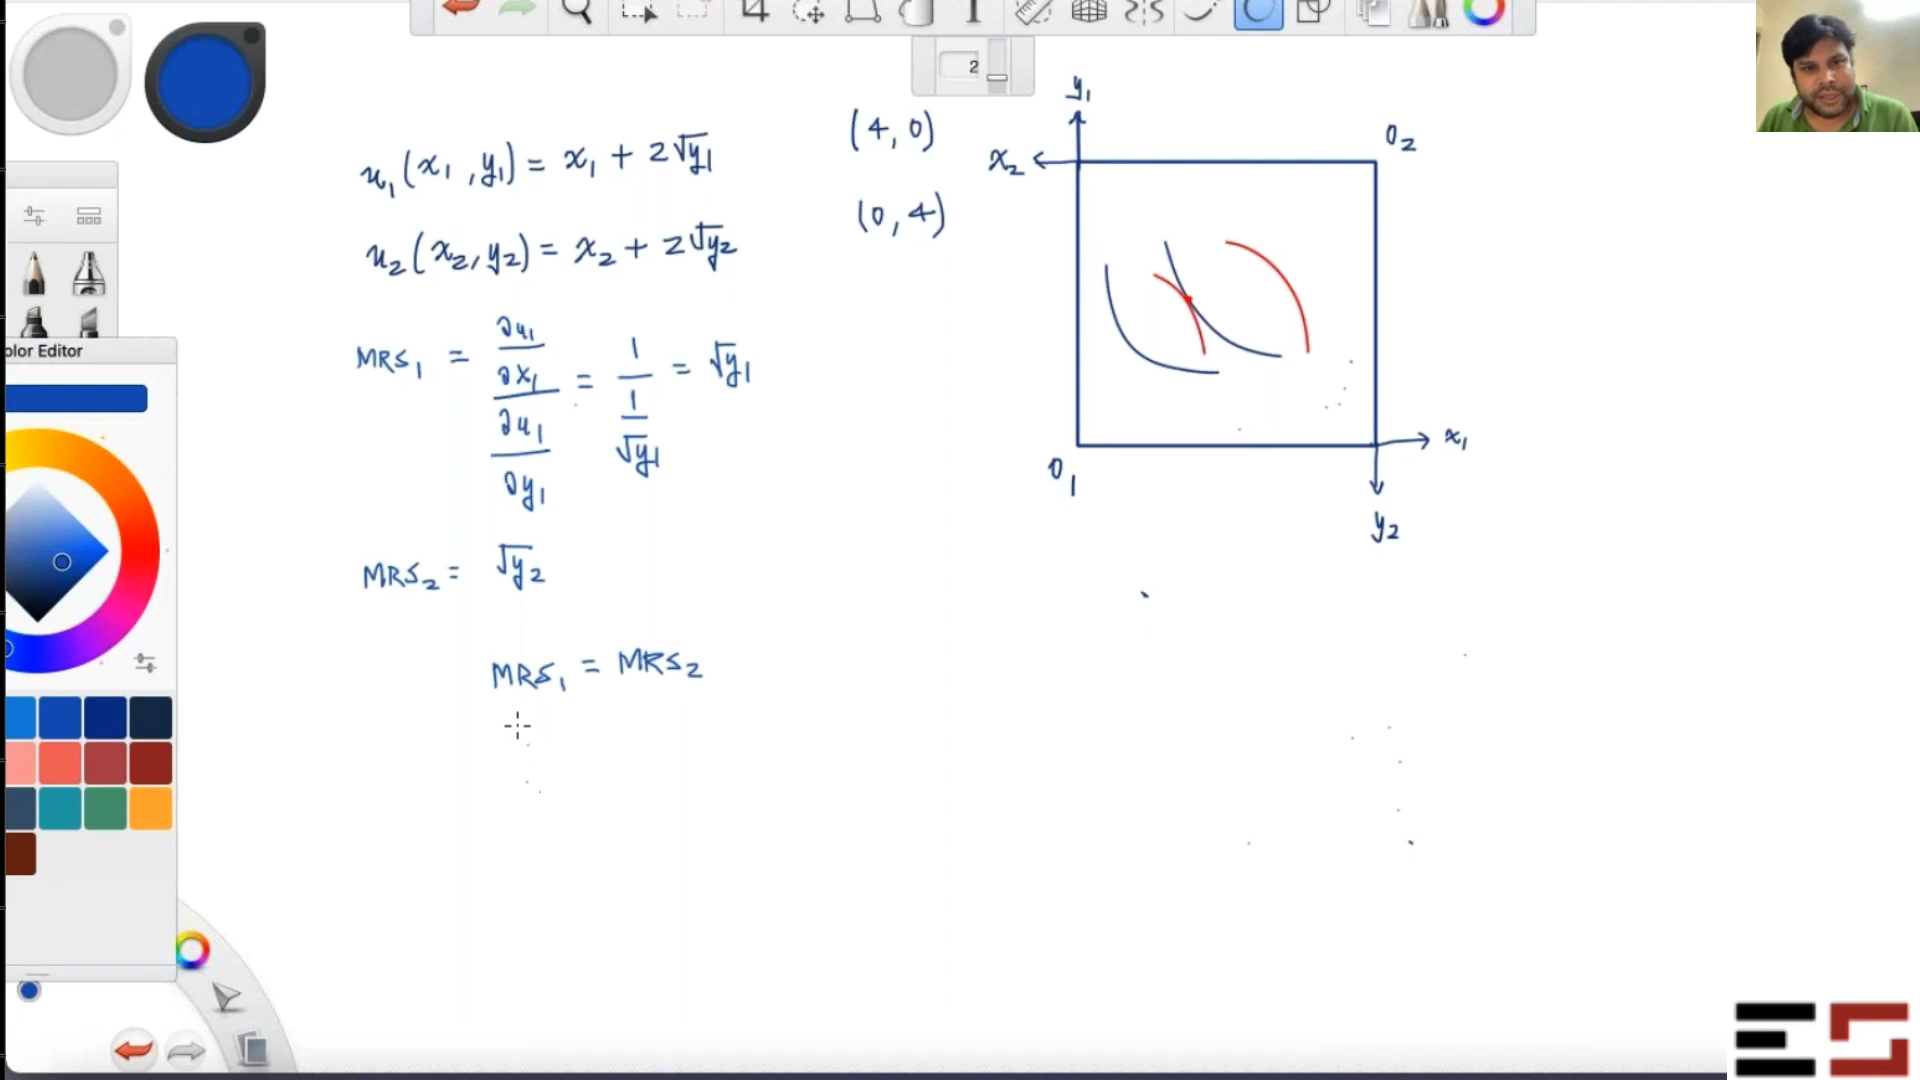 2
u₁(x₁, y₁) = x₁ + 2√y₁
(4, 0)
u₂(x₂, y₂) = x₂ + 2√y₂
(0, 4)
MRS₁ = ∂u₁/∂x₁ / ∂u₁/∂y₁ = 1 / 1/√y₁ = √y₁
MRS₂ = √y₂
MRS₁ = MRS₂
y₁
x₂
O₂
O₁
x₁
y₂
olor Editor
ES